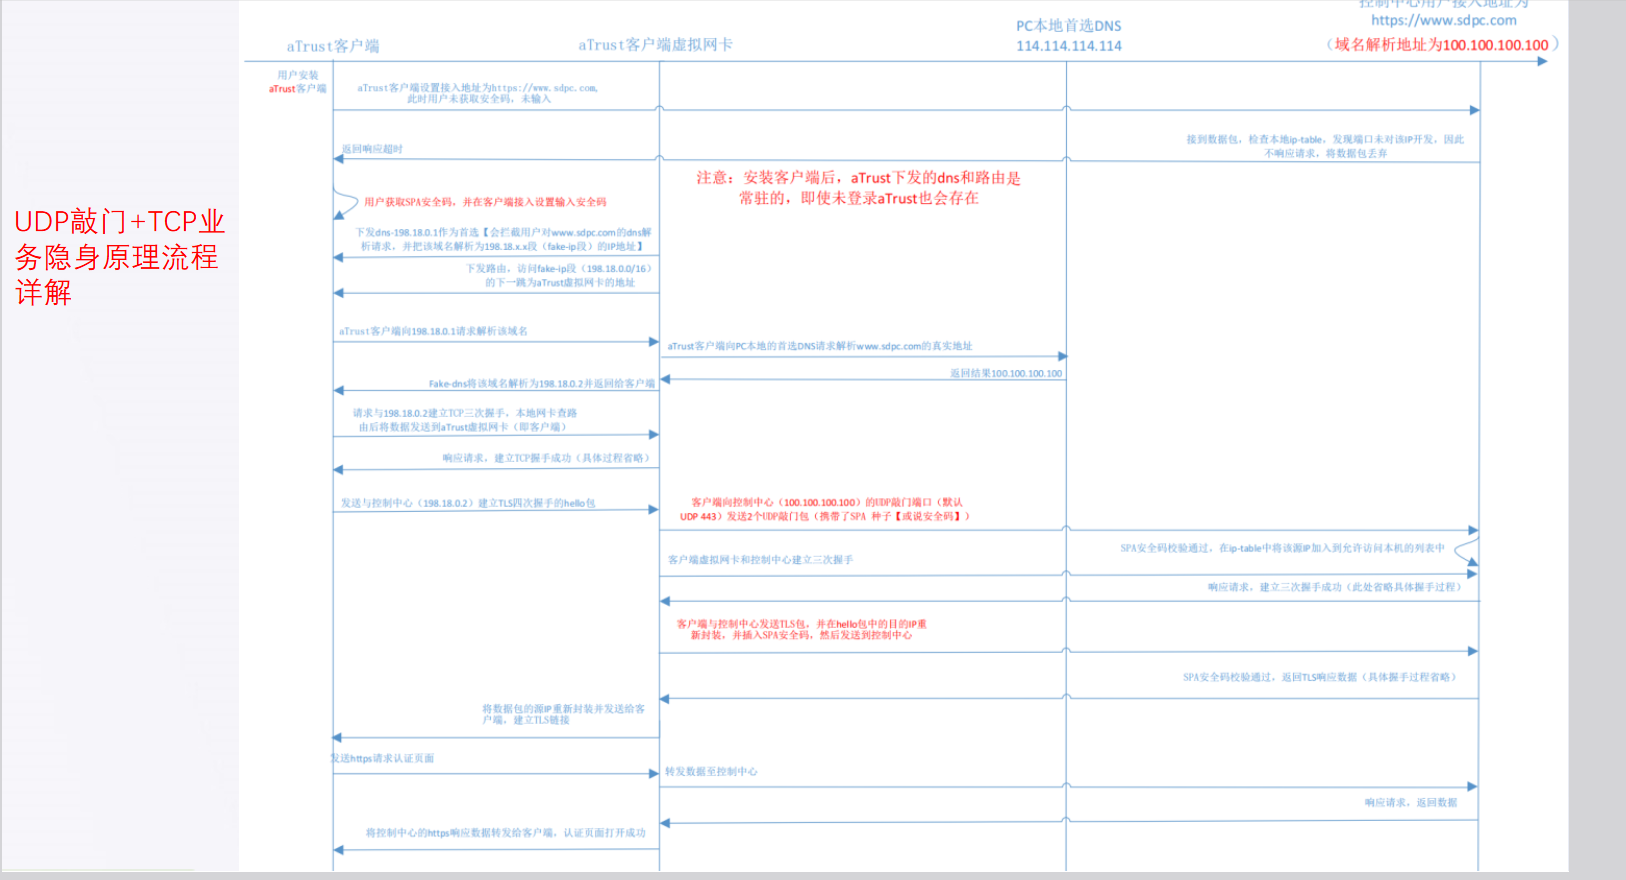 UDP敲门+TCP业
务隐身原理流程
详解
aTrust客户端
aTrust客户端虚拟网卡
PC本地首选DNS
114.114.114.114
控制中心用户接入地址为
https://www.sdpc.com
（域名解析地址为100.100.100.100）
用户安装
aTrust客户端
aTrust客户端设置接入地址为https://www.sdpc.com,
此时用户未获取安全码，未输入
接到数据包，检查本地ip-table，发现端口未对该IP开发，因此
不响应请求，将数据包丢弃
返回响应超时
注意：安装客户端后，aTrust下发的dns和路由是
常驻的，即使未登录aTrust也会存在
用户获取SPA安全码，并在客户端接入设置输入安全码
下发dns-198.18.0.1作为首选【会拦截用户对www.sdpc.com的dns解
析请求，并把该域名解析为198.18.x.x段（fake-ip段）的IP地址】
下发路由，访问fake-ip段（198.18.0.0/16）
的下一跳为aTrust虚拟网卡的地址
aTrust客户端向198.18.0.1请求解析该域名
aTrust客户端向PC本地的首选DNS请求解析www.sdpc.com的真实地址
返回结果100.100.100.100
Fake-dns将该域名解析为198.18.0.2并返回给客户端
请求与198.18.0.2建立TCP三次握手，本地网卡查路
由后将数据发送到aTrust虚拟网卡（即客户端）
响应请求，建立TCP握手成功（具体过程省略）
发送与控制中心（198.18.0.2）建立TLS四次握手的hello包
客户端向控制中心（100.100.100.100）的UDP敲门端口（默认
UDP 443）发送2个UDP敲门包（携带了SPA 种子【或说安全码】）
SPA安全码校验通过，在ip-table中将该源IP加入到允许访问本机的列表中
客户端虚拟网卡和控制中心建立三次握手
响应请求，建立三次握手成功（此处省略具体握手过程）
客户端与控制中心发送TLS包，并在hello包中的目的IP重
新封装，并插入SPA安全码，然后发送到控制中心
SPA安全码校验通过，返回TLS响应数据（具体握手过程省略）
将数据包的源IP重新封装并发送给客
户端，建立TLS链接
发送https请求认证页面
转发数据至控制中心
响应请求，返回数据
将控制中心的https响应数据转发给客户端，认证页面打开成功